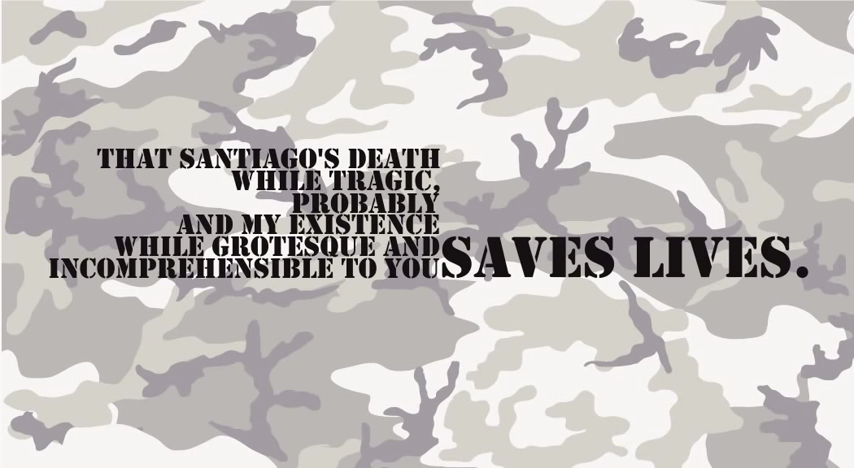 THAT SANTIAGO'S DEATH
WHILE TRAGIC,
PROBABLY
AND MY EXISTENCE
WHILE GROTESQUE AND
INCOMPREHENSIBLE TO YOU
SAVES LIVES.